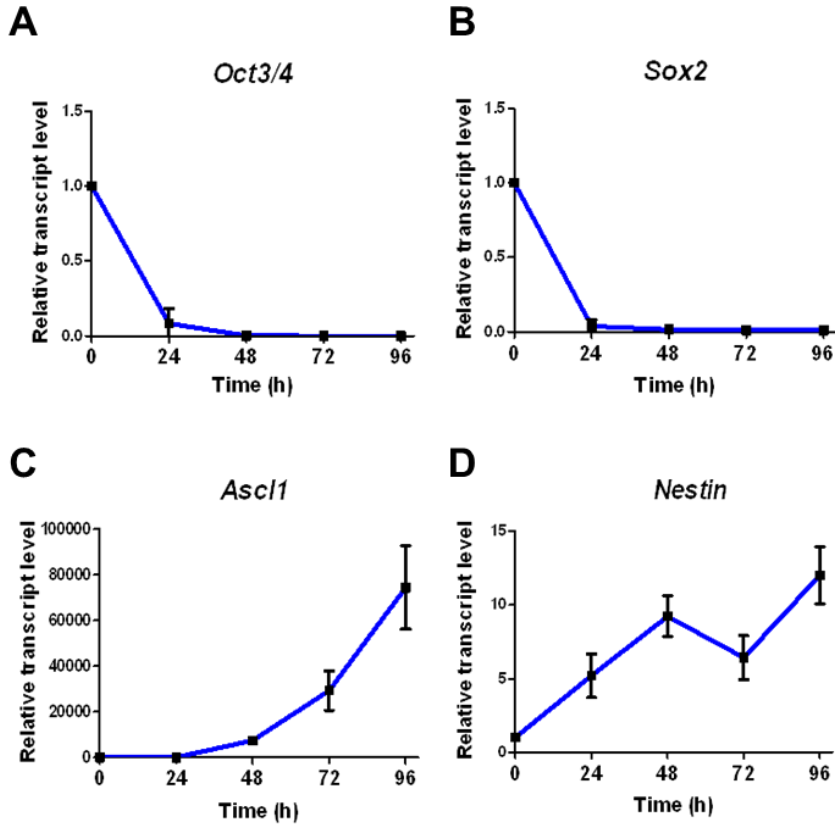 A
Oct3/4
Relative transcript level
1.5
1.0
0.5
0.0
0 24 48 72 96
Time (h)
B
Sox2
Relative transcript level
1.5
1.0
0.5
0.0
0 24 48 72 96
Time (h)
C
Ascl1
Relative transcript level
100000
80000
60000
40000
20000
0
0 24 48 72 96
Time (h)
D
Nestin
Relative transcript level
15
10
5
0
0 24 48 72 96
Time (h)